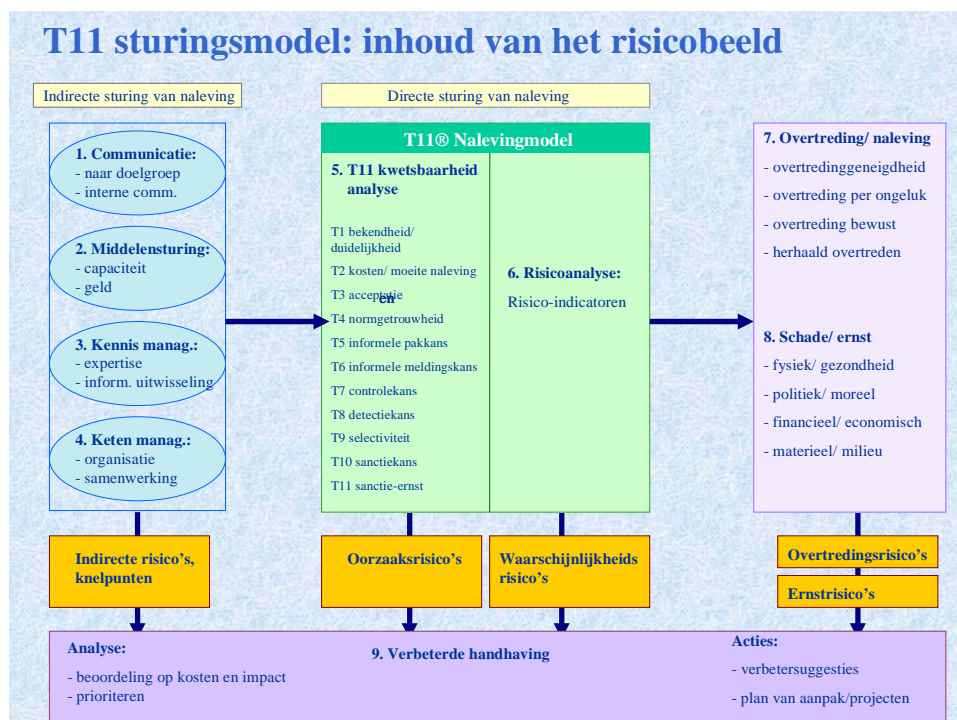 T11 sturingsmodel: inhoud van het risicobeeld
Indirecte sturing van naleving
Directe sturing van naleving
1. Communicatie:
- naar doelgroep
- interne comm.
2. Middelensturing:
- capaciteit
- geld
3. Kennis manag.:
- expertise
- inform. uitwisseling
4. Keten manag.:
- organisatie
- samenwerking
T11® Nalevingmodel
5. T11 kwetsbaarheid
analyse
T1 bekendheid/
duidelijkheid
T2 kosten/ moeite naleving
T3 acceptatie
en
T4 normgetrouwheid
T5 informele pakkans
T6 informele meldingskans
T7 controlekans
T8 detectiekans
T9 selectiviteit
T10 sanctiekans
T11 sanctie-ernst
6. Risicoanalyse:
Risico-indicatoren
7. Overtreding/ naleving
- overtredinggeneigdheid
- overtreding per ongeluk
- overtreding bewust
- herhaald overtreden
8. Schade/ ernst
- fysiek/ gezondheid
- politiek/ moreel
- financieel/ economisch
- materieel/ milieu
Indirecte risico's,
knelpunten
Oorzaaksrisico's
Waarschijnlijkheids
risico's
Overtredingsrisico's
Ernstrisico's
Analyse:
- beoordeling op kosten en impact
- prioriteren
9. Verbeterde handhaving
Acties:
- verbetersuggesties
- plan van aanpak/projecten